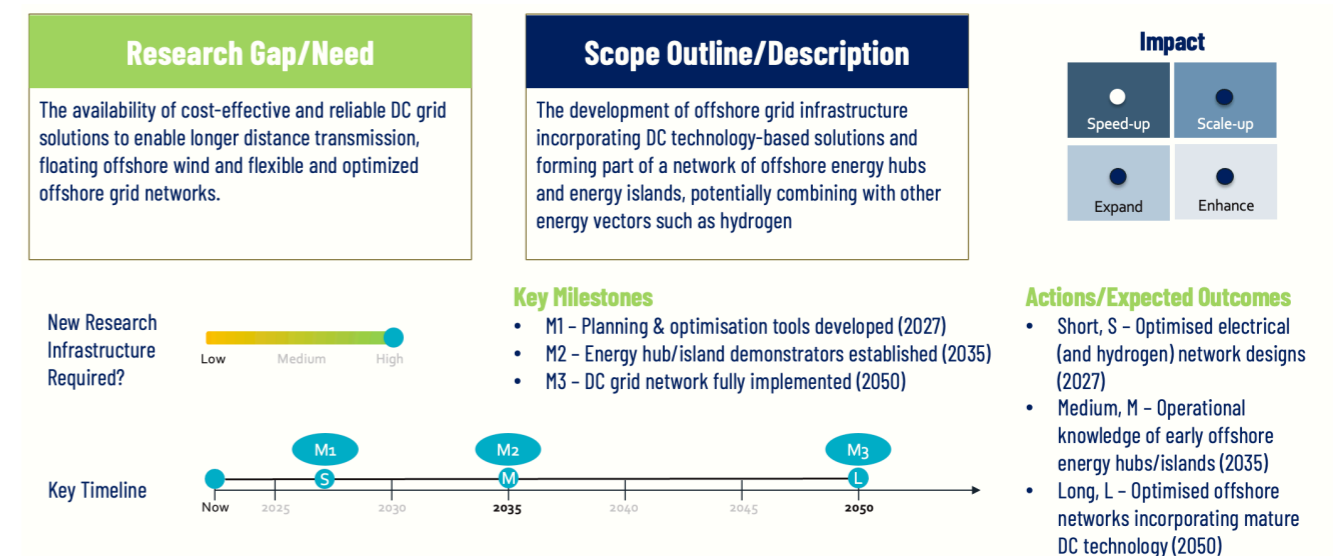 Research Gap/Need
The availability of cost-effective and reliable DC grid
solutions to enable longer distance transmission,
floating offshore wind and flexible and optimized
offshore grid networks.
Scope Outline/Description
The development of offshore grid infrastructure
incorporating DC technology-based solutions and
forming part of a network of offshore energy hubs
and energy islands, potentially combining with other
energy vectors such as hydrogen
Impact
Speed-up
Scale-up
Expand
Enhance
New Research
Infrastructure
Required?
Low
Medium
High
Key Milestones
• M1 – Planning & optimisation tools developed (2027)
• M2 – Energy hub/island demonstrators established (2035)
• M3 – DC grid network fully implemented (2050)
Actions/Expected Outcomes
• Short, S – Optimised electrical
(and hydrogen) network designs
(2027)
• Medium, M – Operational
knowledge of early offshore
energy hubs/islands (2035)
• Long, L – Optimised offshore
networks incorporating mature
DC technology (2050)
Key Timeline
M1
M2
M3
S
M
L
Now
2025
2030
2035
2040
2045
2050